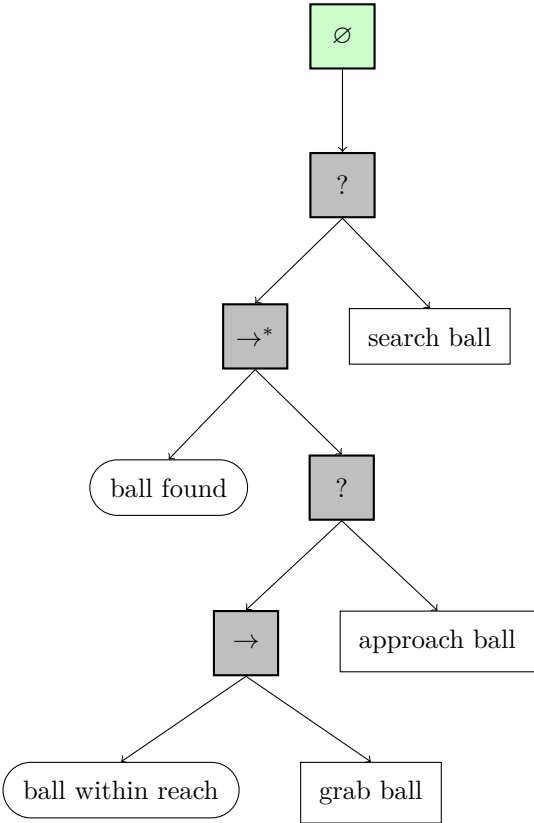 ∅
?
→*
search ball
ball found
?
→
approach ball
ball within reach
grab ball